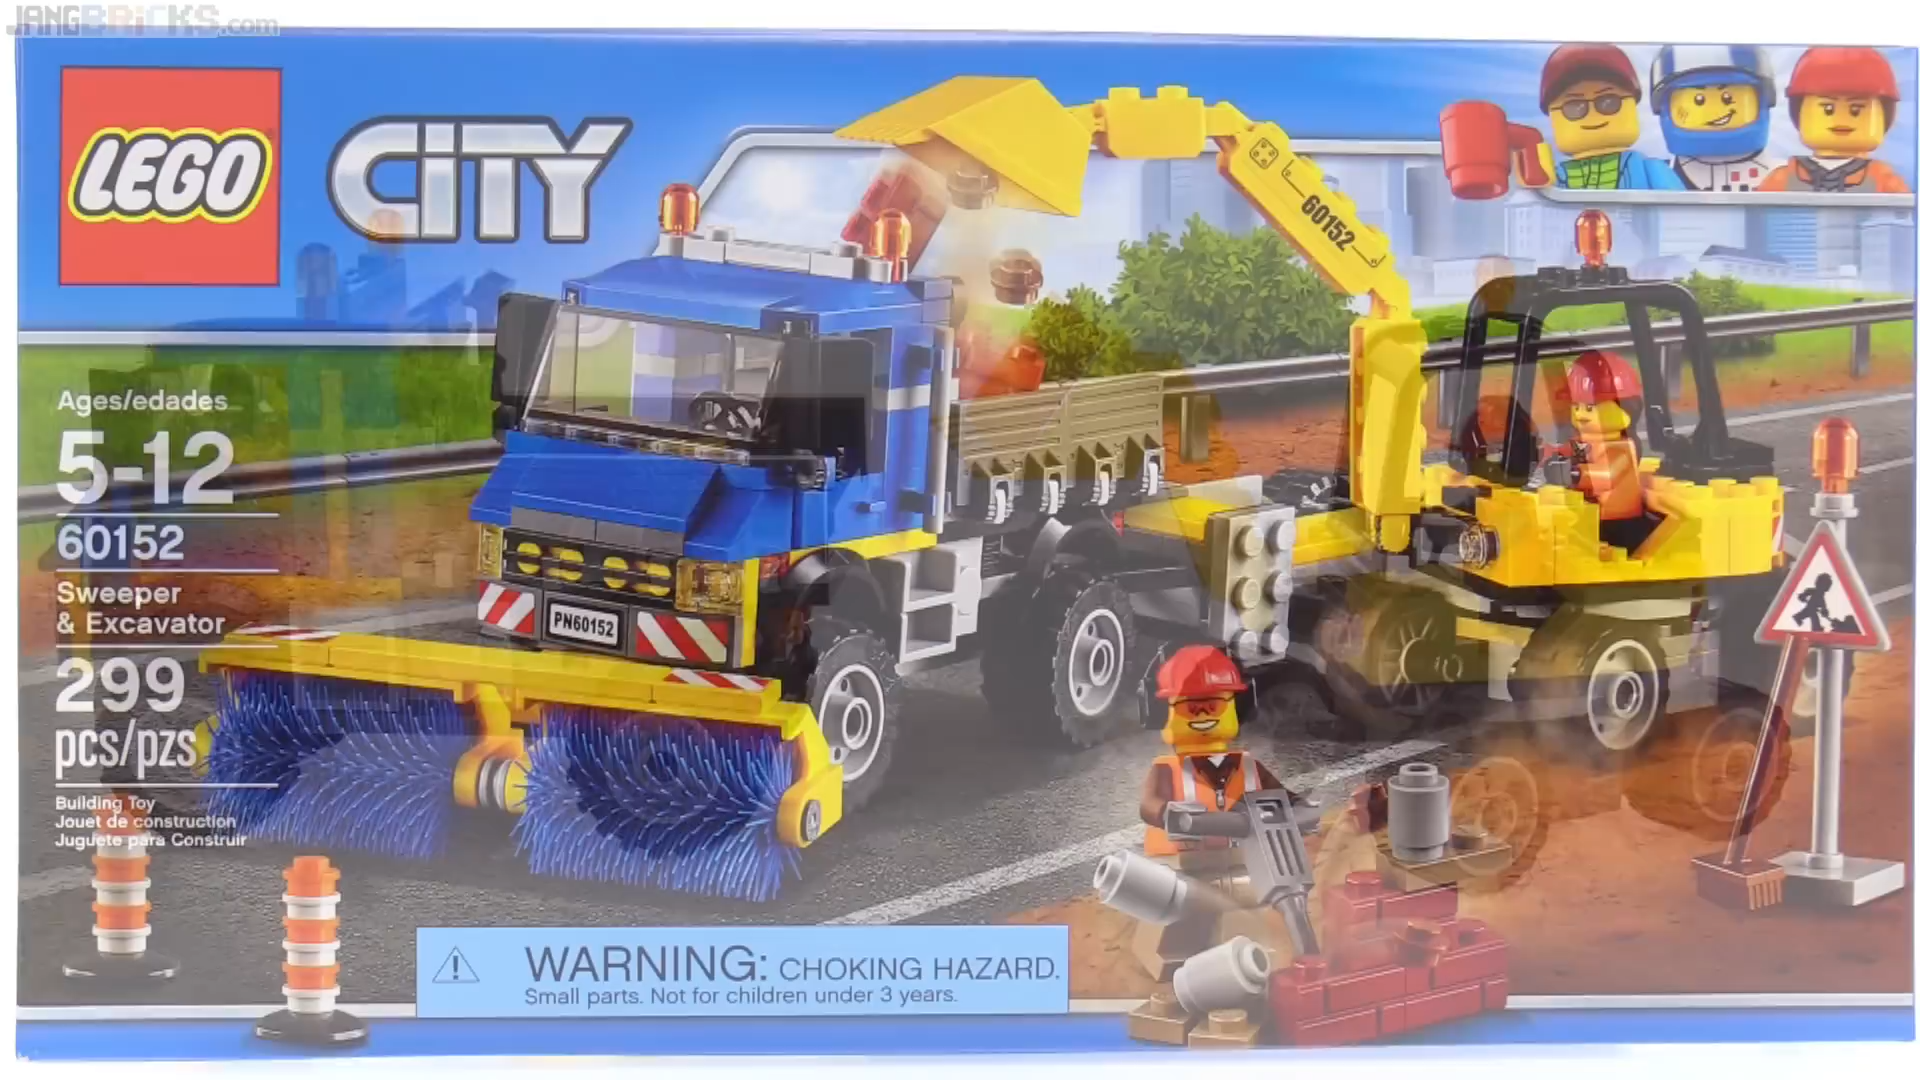 JANGBRiCKS.com
LEGO
CITY
60152
Ages/edades
5-12
60152
Sweeper
& Excavator
299
pcs/pzs
Building Toy
Jouet de construction
Juguete para Construir
PN60152
WARNING: CHOKING HAZARD.
Small parts. Not for children under 3 years.